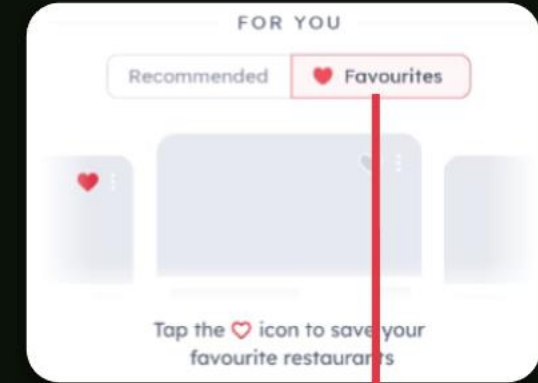 FOR YOU
Recommended
Favourites
Tap the icon to save your
favourite restaurants